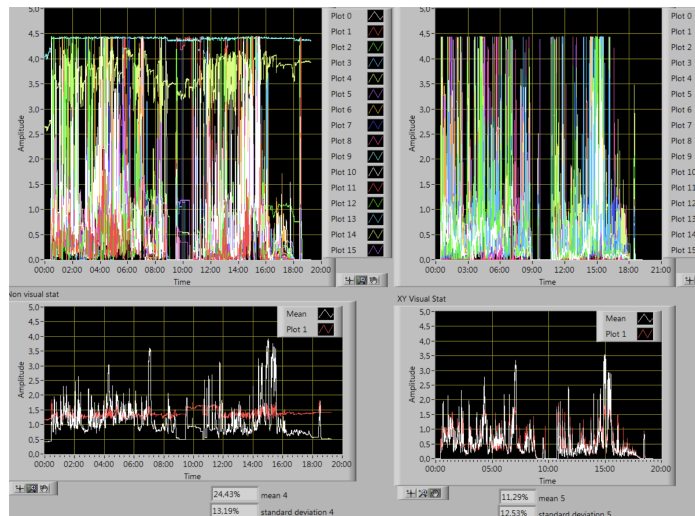 5.0
4.5
4.0
3.5
3.0
2.5
2.0
1.5
1.0
0.5
0.0
Amplitude
00:00 02:00 04:00 06:00 08:00 10:00 12:00 14:00 16:00 18:00 20:00
Time
Plot 0
Plot 1
Plot 2
Plot 3
Plot 4
Plot 5
Plot 6
Plot 7
Plot 8
Plot 9
Plot 10
Plot 11
Plot 12
Plot 13
Plot 14
Plot 15
5.0
4.5
4.0
3.5
3.0
2.5
2.0
1.5
1.0
0.5
0.0
Amplitude
00:00 03:00 06:00 09:00 12:00 15:00 18:00 21:00
Time
Plot 0
Plot 1
Plot 2
Plot 3
Plot 4
Plot 5
Plot 6
Plot 7
Plot 8
Plot 9
Plot 10
Plot 11
Plot 12
Plot 13
Plot 14
Plot 15
Non visual stat
Mean
Plot 1
5,0
4,5
4,0
3,5
3,0
2,5
2,0
1,5
1,0
0,5
0,0
Amplitude
00:00 02:00 04:00 06:00 08:00 10:00 12:00 14:00 16:00 18:00 20:00
Time
24,43% mean 4
13,19% standard deviation 4
XY Visual Stat
Mean
Plot 1
5,0
4,5
4,0
3,5
3,0
2,5
2,0
1,5
1,0
0,5
0,0
Amplitude
00:00 05:00 10:00 15:00 20:00
Time
11,29% mean 5
12,53% standard deviation 5